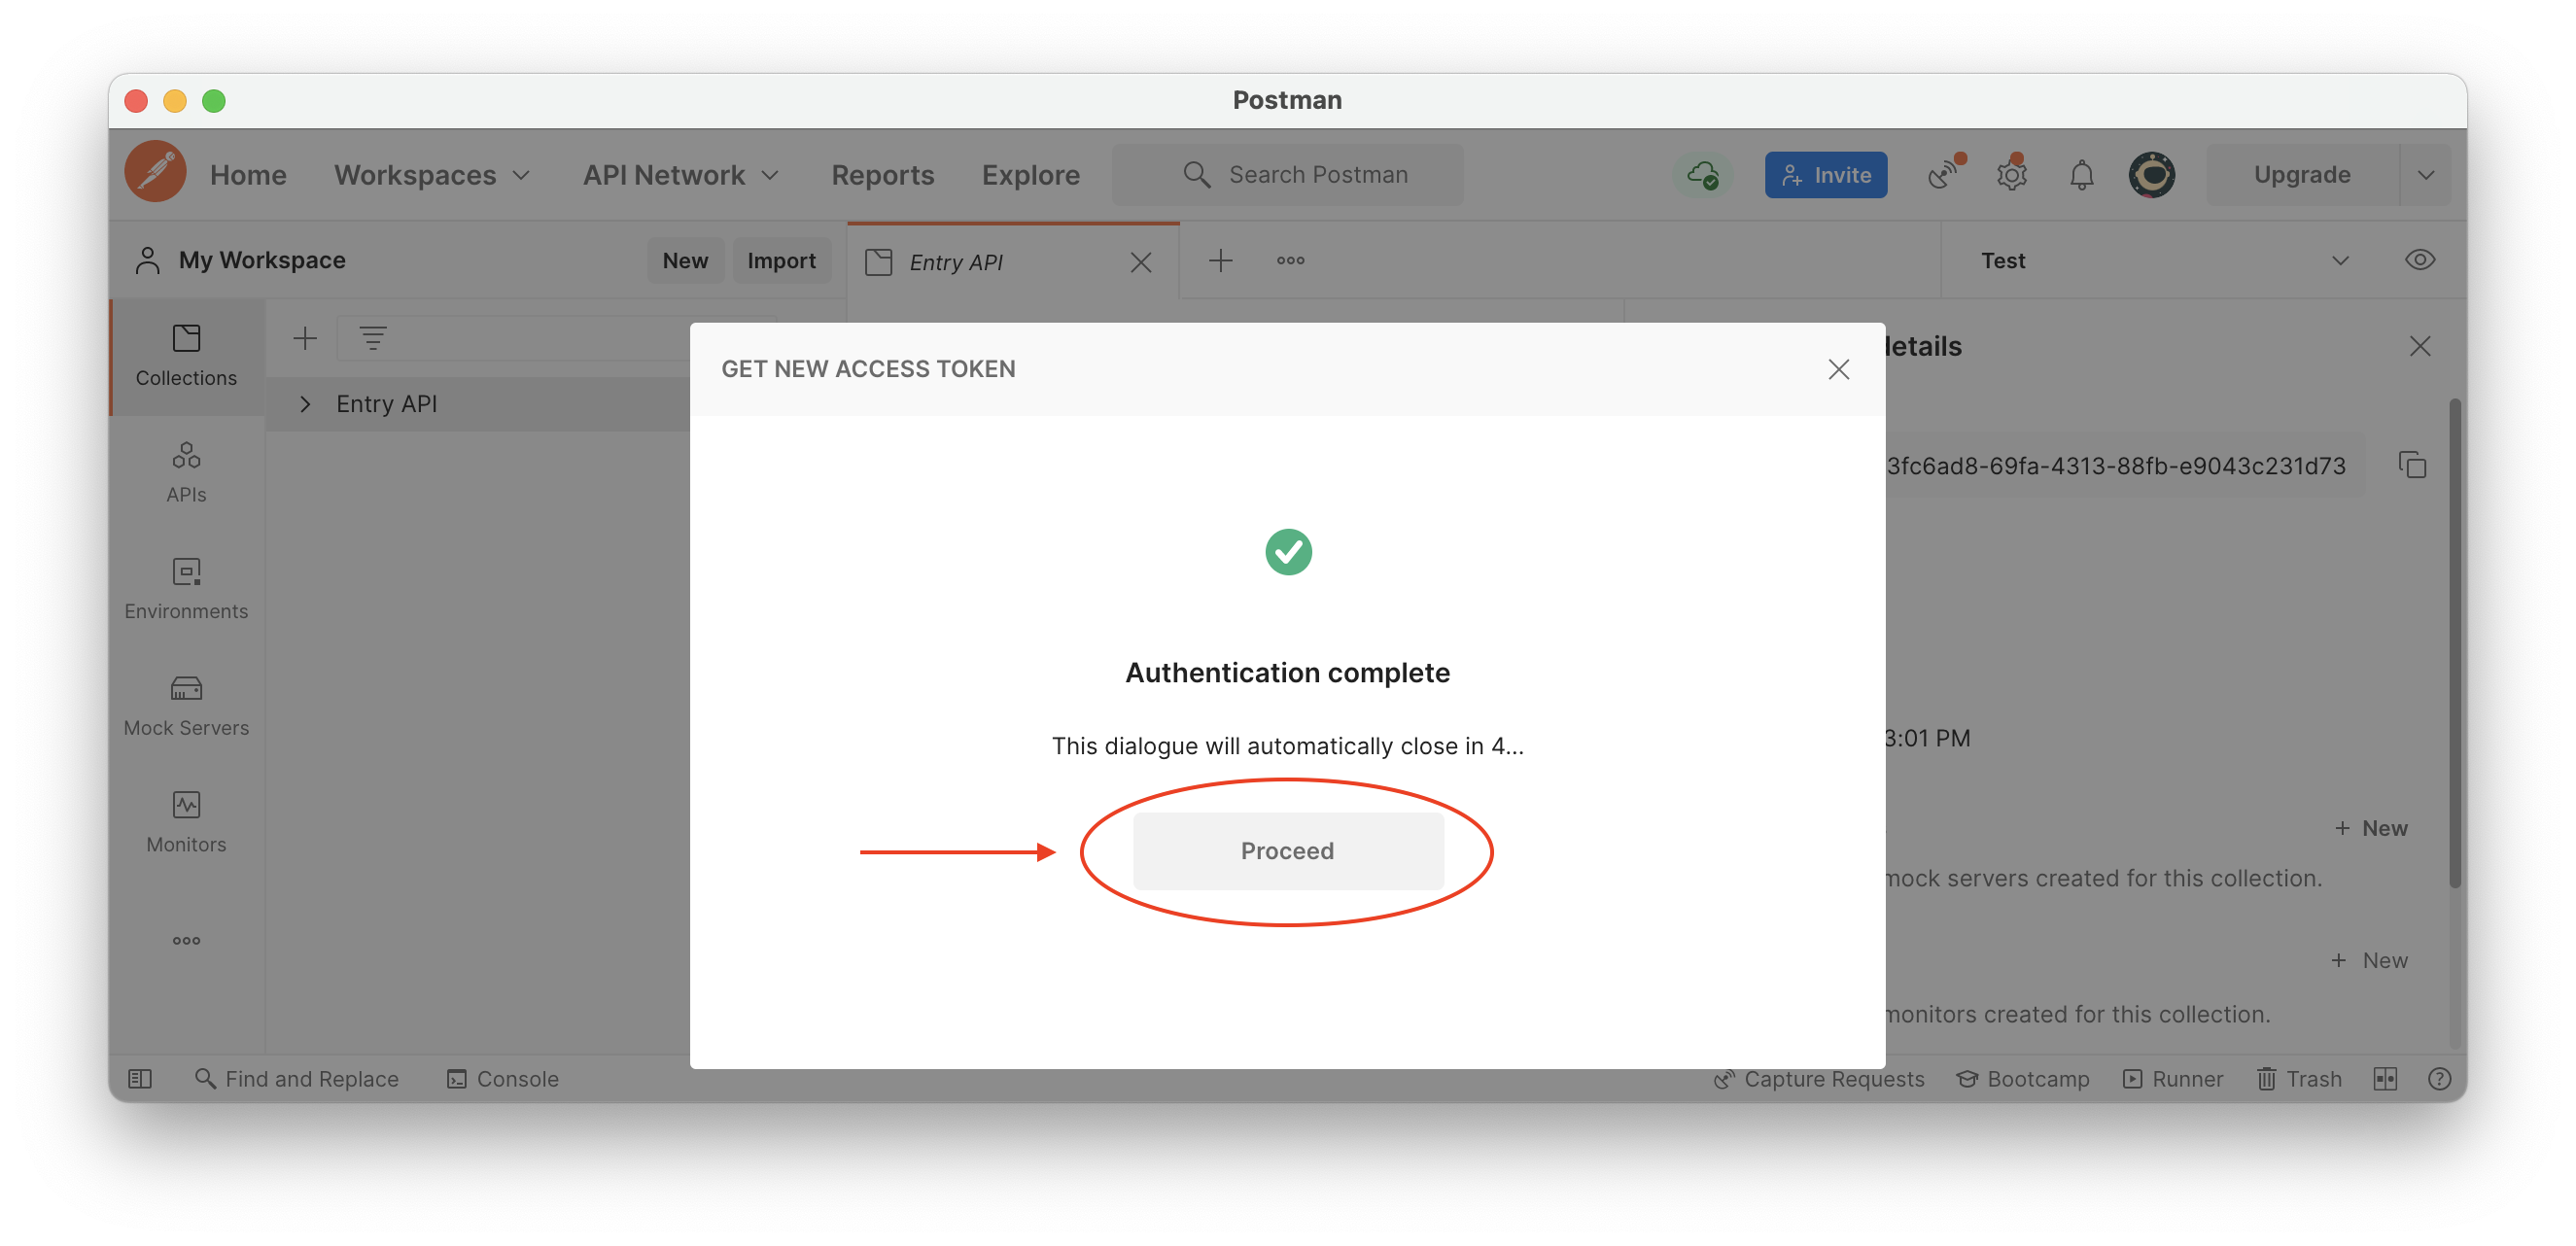 Postman
Home Workspaces API Network Reports Explore Search Postman Invite Upgrade
My Workspace New Import Entry API Test
Collections
Entry API
APIs
Environments
Mock Servers
Monitors
GET NEW ACCESS TOKEN
Authentication complete
This dialogue will automatically close in 4...
Proceed
details
3fc6ad8-69fa-4313-88fb-e9043c231d73
3:01 PM
+ New
mock servers created for this collection.
+ New
monitors created for this collection.
Find and Replace Console Capture Requests Bootcamp Runner Trash